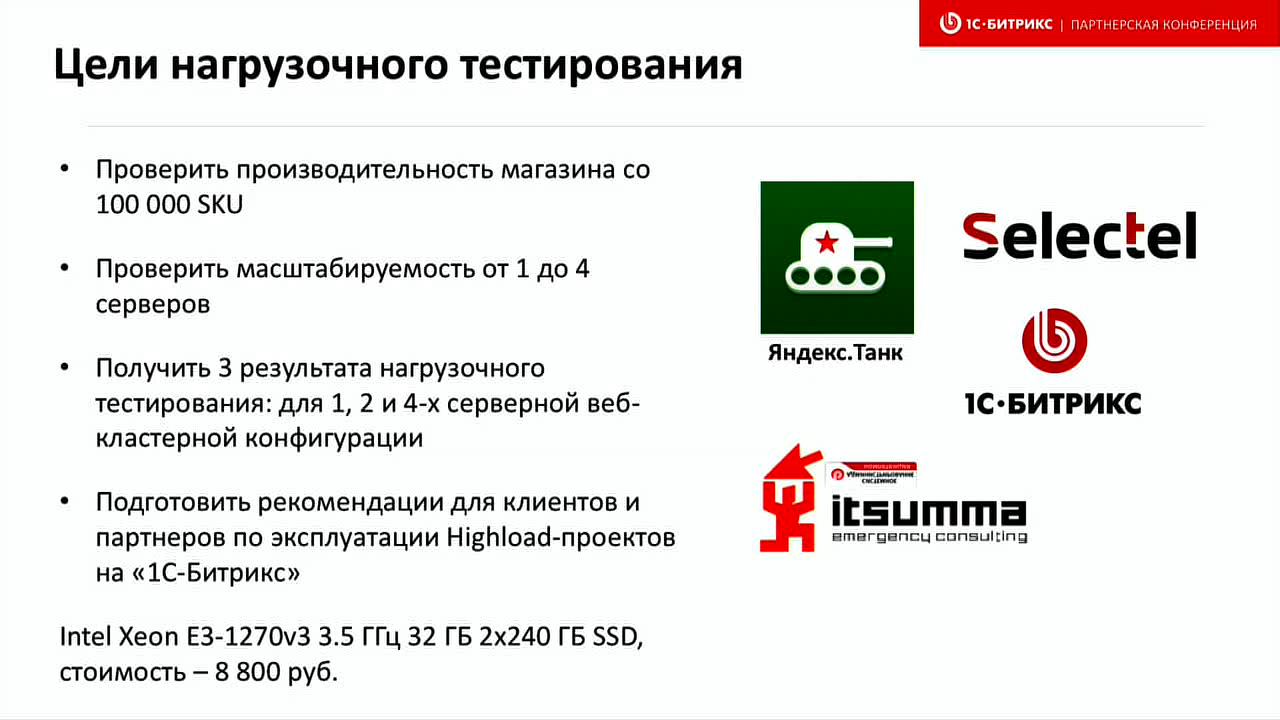 1С·БИТРИКС | ПАРТНЕРСКАЯ КОНФЕРЕНЦИЯ
Цели нагрузочного тестирования
• Проверить производительность магазина со
100 000 SKU
• Проверить масштабируемость от 1 до 4
серверов
• Получить 3 результата нагрузочного
тестирования: для 1, 2 и 4-х серверной веб-
кластерной конфигурации
• Подготовить рекомендации для клиентов и
партнеров по эксплуатации Highload-проектов
на «1С-Битрикс»
Intel Xeon E3-1270v3 3.5 ГГц 32 ГБ 2x240 ГБ SSD,
стоимость – 8 800 руб.
Яндекс.Танк
Selectel
1С·БИТРИКС
itsumma
emergency consulting